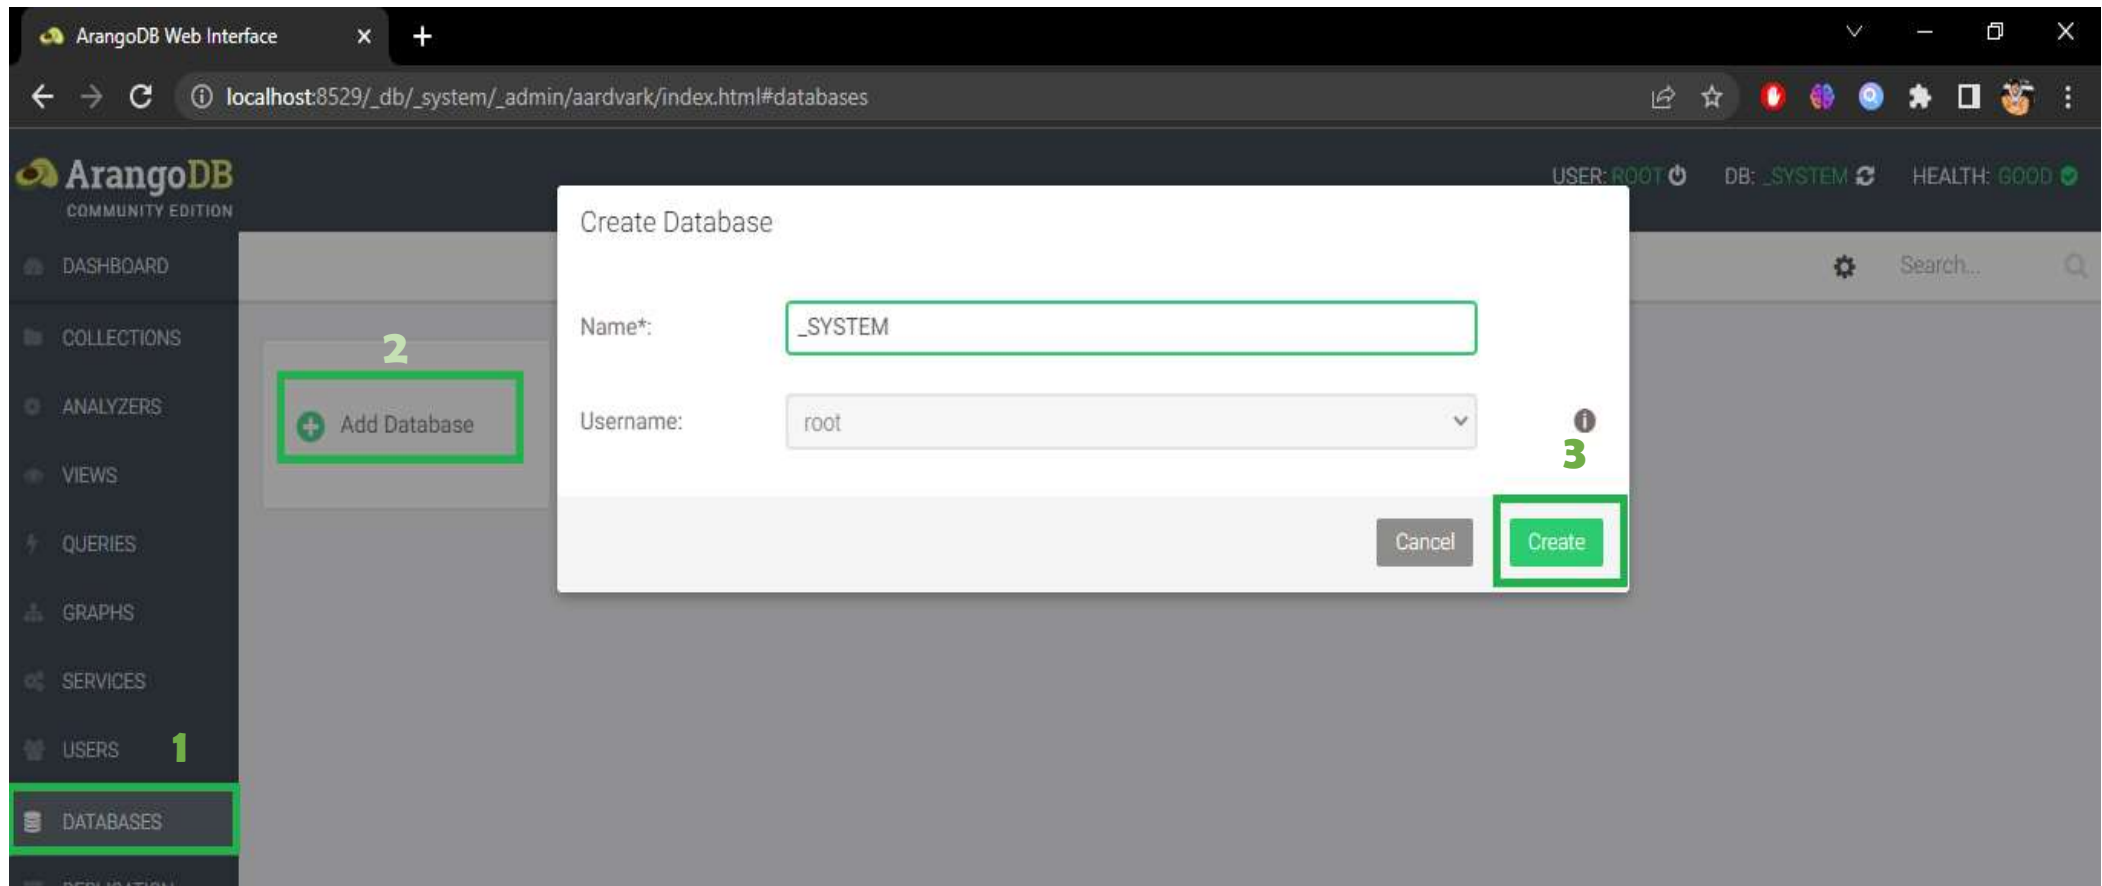 ArangoDB Web Interface
localhost:8529/_db/_system/_admin/aardvark/index.html#databases
ArangoDB
COMMUNITY EDITION
USER: ROOT DB: _SYSTEM HEALTH: GOOD
Create Database
DASHBOARD
Search...
Name*: _SYSTEM
COLLECTIONS
2
ANALYZERS
Add Database
Username: root
3
VIEWS
QUERIES
Cancel Create
GRAPHS
SERVICES
USERS 1
DATABASES